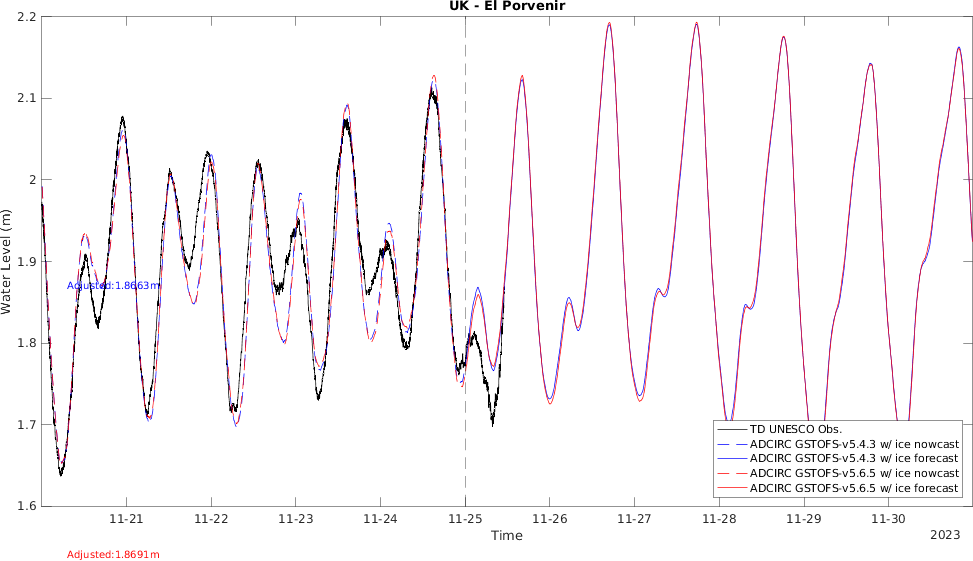 UK - El Porvenir
2.2
2.1
2
1.9
1.8
1.7
1.6
Water Level (m)
Adjusted:1.8663m
TD UNESCO Obs.
ADCIRC GSTOFS-v5.4.3 w/ ice nowcast
ADCIRC GSTOFS-v5.4.3 w/ ice forecast
ADCIRC GSTOFS-v5.6.5 w/ ice nowcast
ADCIRC GSTOFS-v5.6.5 w/ ice forecast
11-21 11-22 11-23 11-24 11-25 11-26 11-27 11-28 11-29 11-30
Time
2023
Adjusted:1.8691m